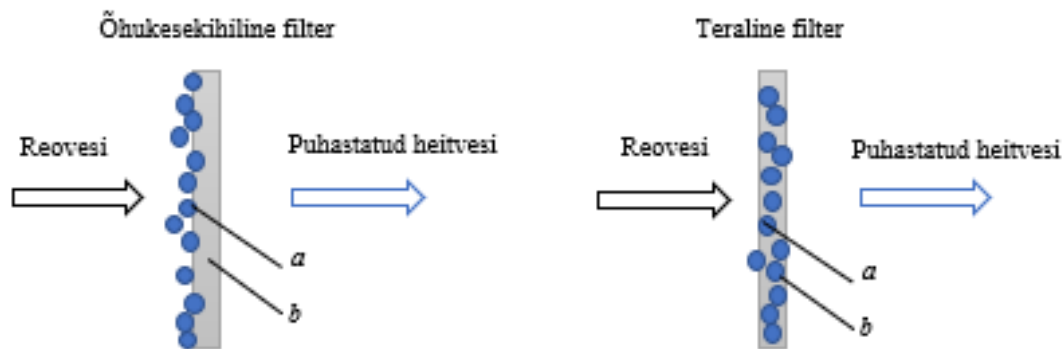 Õhukesekihiline filter
Teraline filter
Reovesi
Puhastatud heitvesi
Reovesi
Puhastatud heitvesi
a
b
a
b